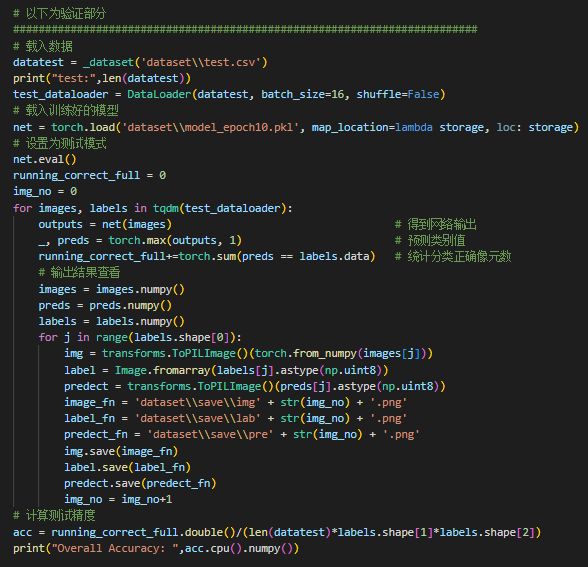 # 以下为验证部分
######################################################################
# 载入数据
datatest = _dataset('dataset\\test.csv')
print("test:",len(datatest))
test_dataloader = DataLoader(datatest, batch_size=16, shuffle=False)
# 载入训练好的模型
net = torch.load('dataset\\model_epoch10.pkl', map_location=lambda storage, loc: storage)
# 设置为测试模式
net.eval()
running_correct_full = 0
img_no = 0
for images, labels in tqdm(test_dataloader):
    outputs = net(images)                                  # 得到网络输出
    _, preds = torch.max(outputs, 1)                       # 预测类别值
    running_correct_full+=torch.sum(preds == labels.data)  # 统计分类正确像元数
    # 输出结果查看
    images = images.numpy()
    preds = preds.numpy()
    labels = labels.numpy()
    for j in range(labels.shape[0]):
        img = transforms.ToPILImage()(torch.from_numpy(images[j]))
        label = Image.fromarray(labels[j].astype(np.uint8))
        predect = transforms.ToPILImage()(preds[j].astype(np.uint8))
        image_fn = 'dataset\\save\\img' + str(img_no) + '.png'
        label_fn = 'dataset\\save\\lab' + str(img_no) + '.png'
        predect_fn = 'dataset\\save\\pre' + str(img_no) + '.png'
        img.save(image_fn)
        label.save(label_fn)
        predect.save(predect_fn)
        img_no = img_no+1
# 计算测试精度
acc = running_correct_full.double()/(len(datatest)*labels.shape[1]*labels.shape[2])
print("Overall Accuracy: ",acc.cpu().numpy())